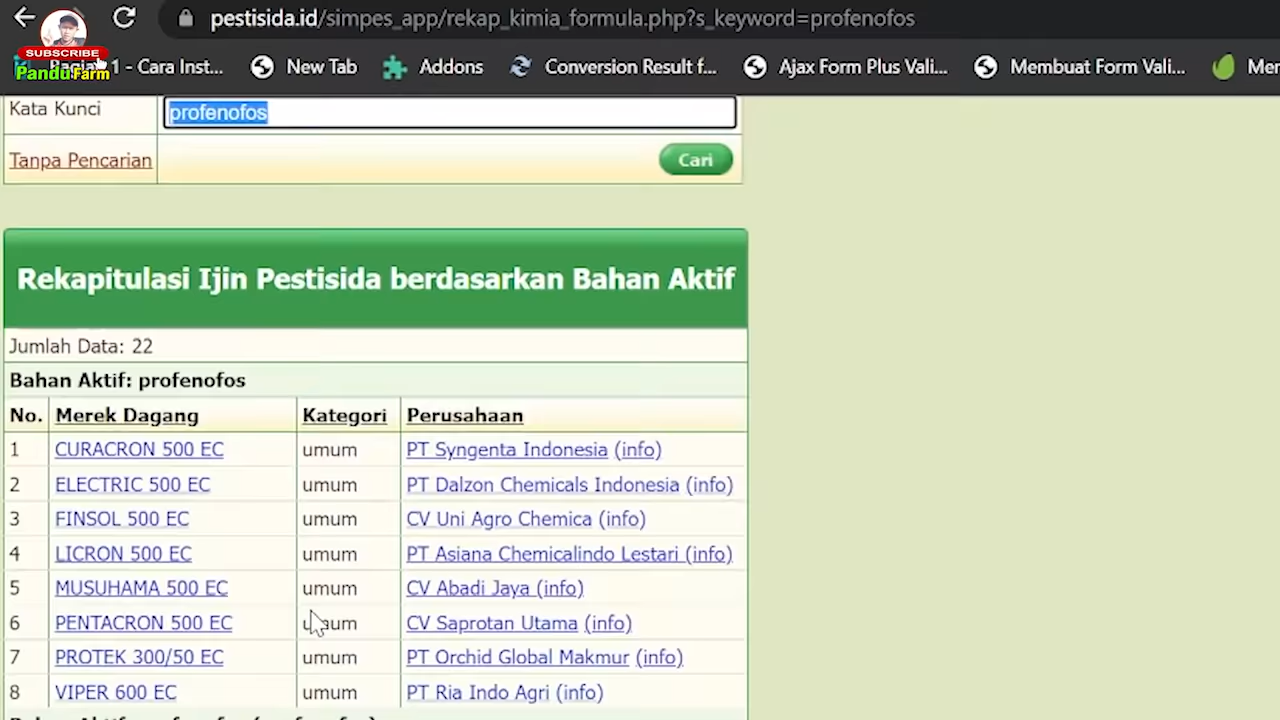 pestisida.id/simpes_app/rekap_kimia_formula.php?s_keyword=profenofos
SUBSCRIBE
Pandu Farm
1 - Cara Inst... New Tab Addons Conversion Result f... Ajax Form Plus Vali... Membuat Form Vali... Mer
Kata Kunci profenofos
Tanpa Pencarian Cari
Rekapitulasi Ijin Pestisida berdasarkan Bahan Aktif
Jumlah Data: 22
Bahan Aktif: profenofos
No. Merek Dagang Kategori Perusahaan
1 CURACRON 500 EC umum PT Syngenta Indonesia (info)
2 ELECTRIC 500 EC umum PT Dalzon Chemicals Indonesia (info)
3 FINSOL 500 EC umum CV Uni Agro Chemica (info)
4 LICRON 500 EC umum PT Asiana Chemicalindo Lestari (info)
5 MUSUHAMA 500 EC umum CV Abadi Jaya (info)
6 PENTACRON 500 EC umum CV Saprotan Utama (info)
7 PROTEK 300/50 EC umum PT Orchid Global Makmur (info)
8 VIPER 600 EC umum PT Ria Indo Agri (info)